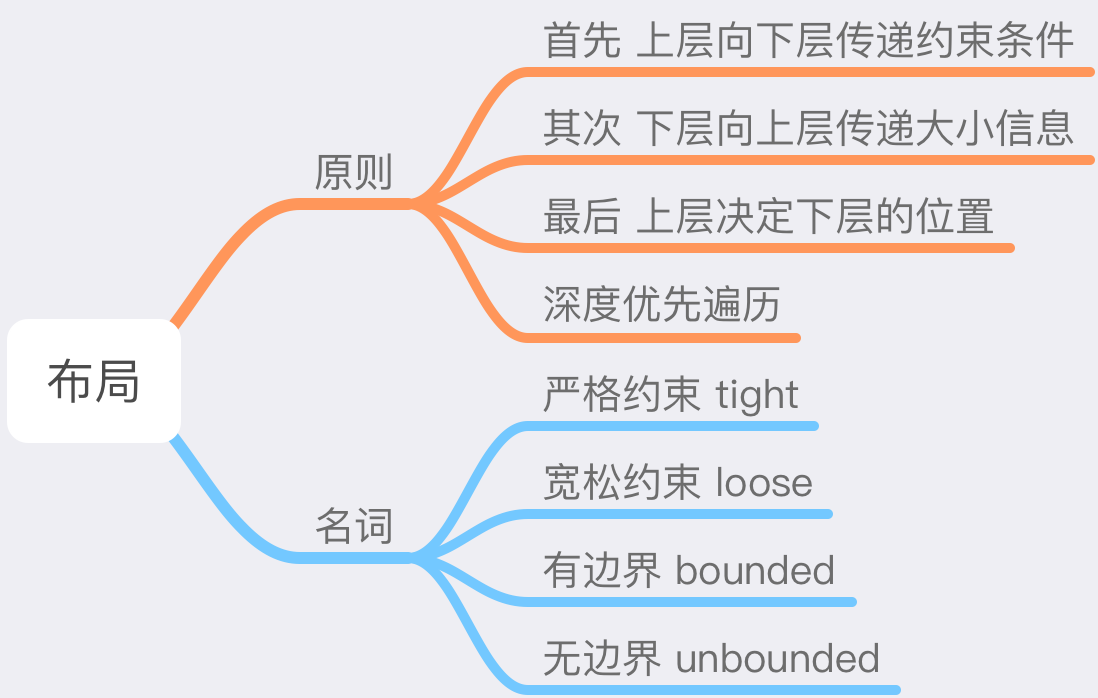 首先 上层向下层传递约束条件
其次 下层向上层传递大小信息
原则
最后 上层决定下层的位置
深度优先遍历
布局
严格约束 tight
宽松约束 loose
名词
有边界 bounded
无边界 unbounded